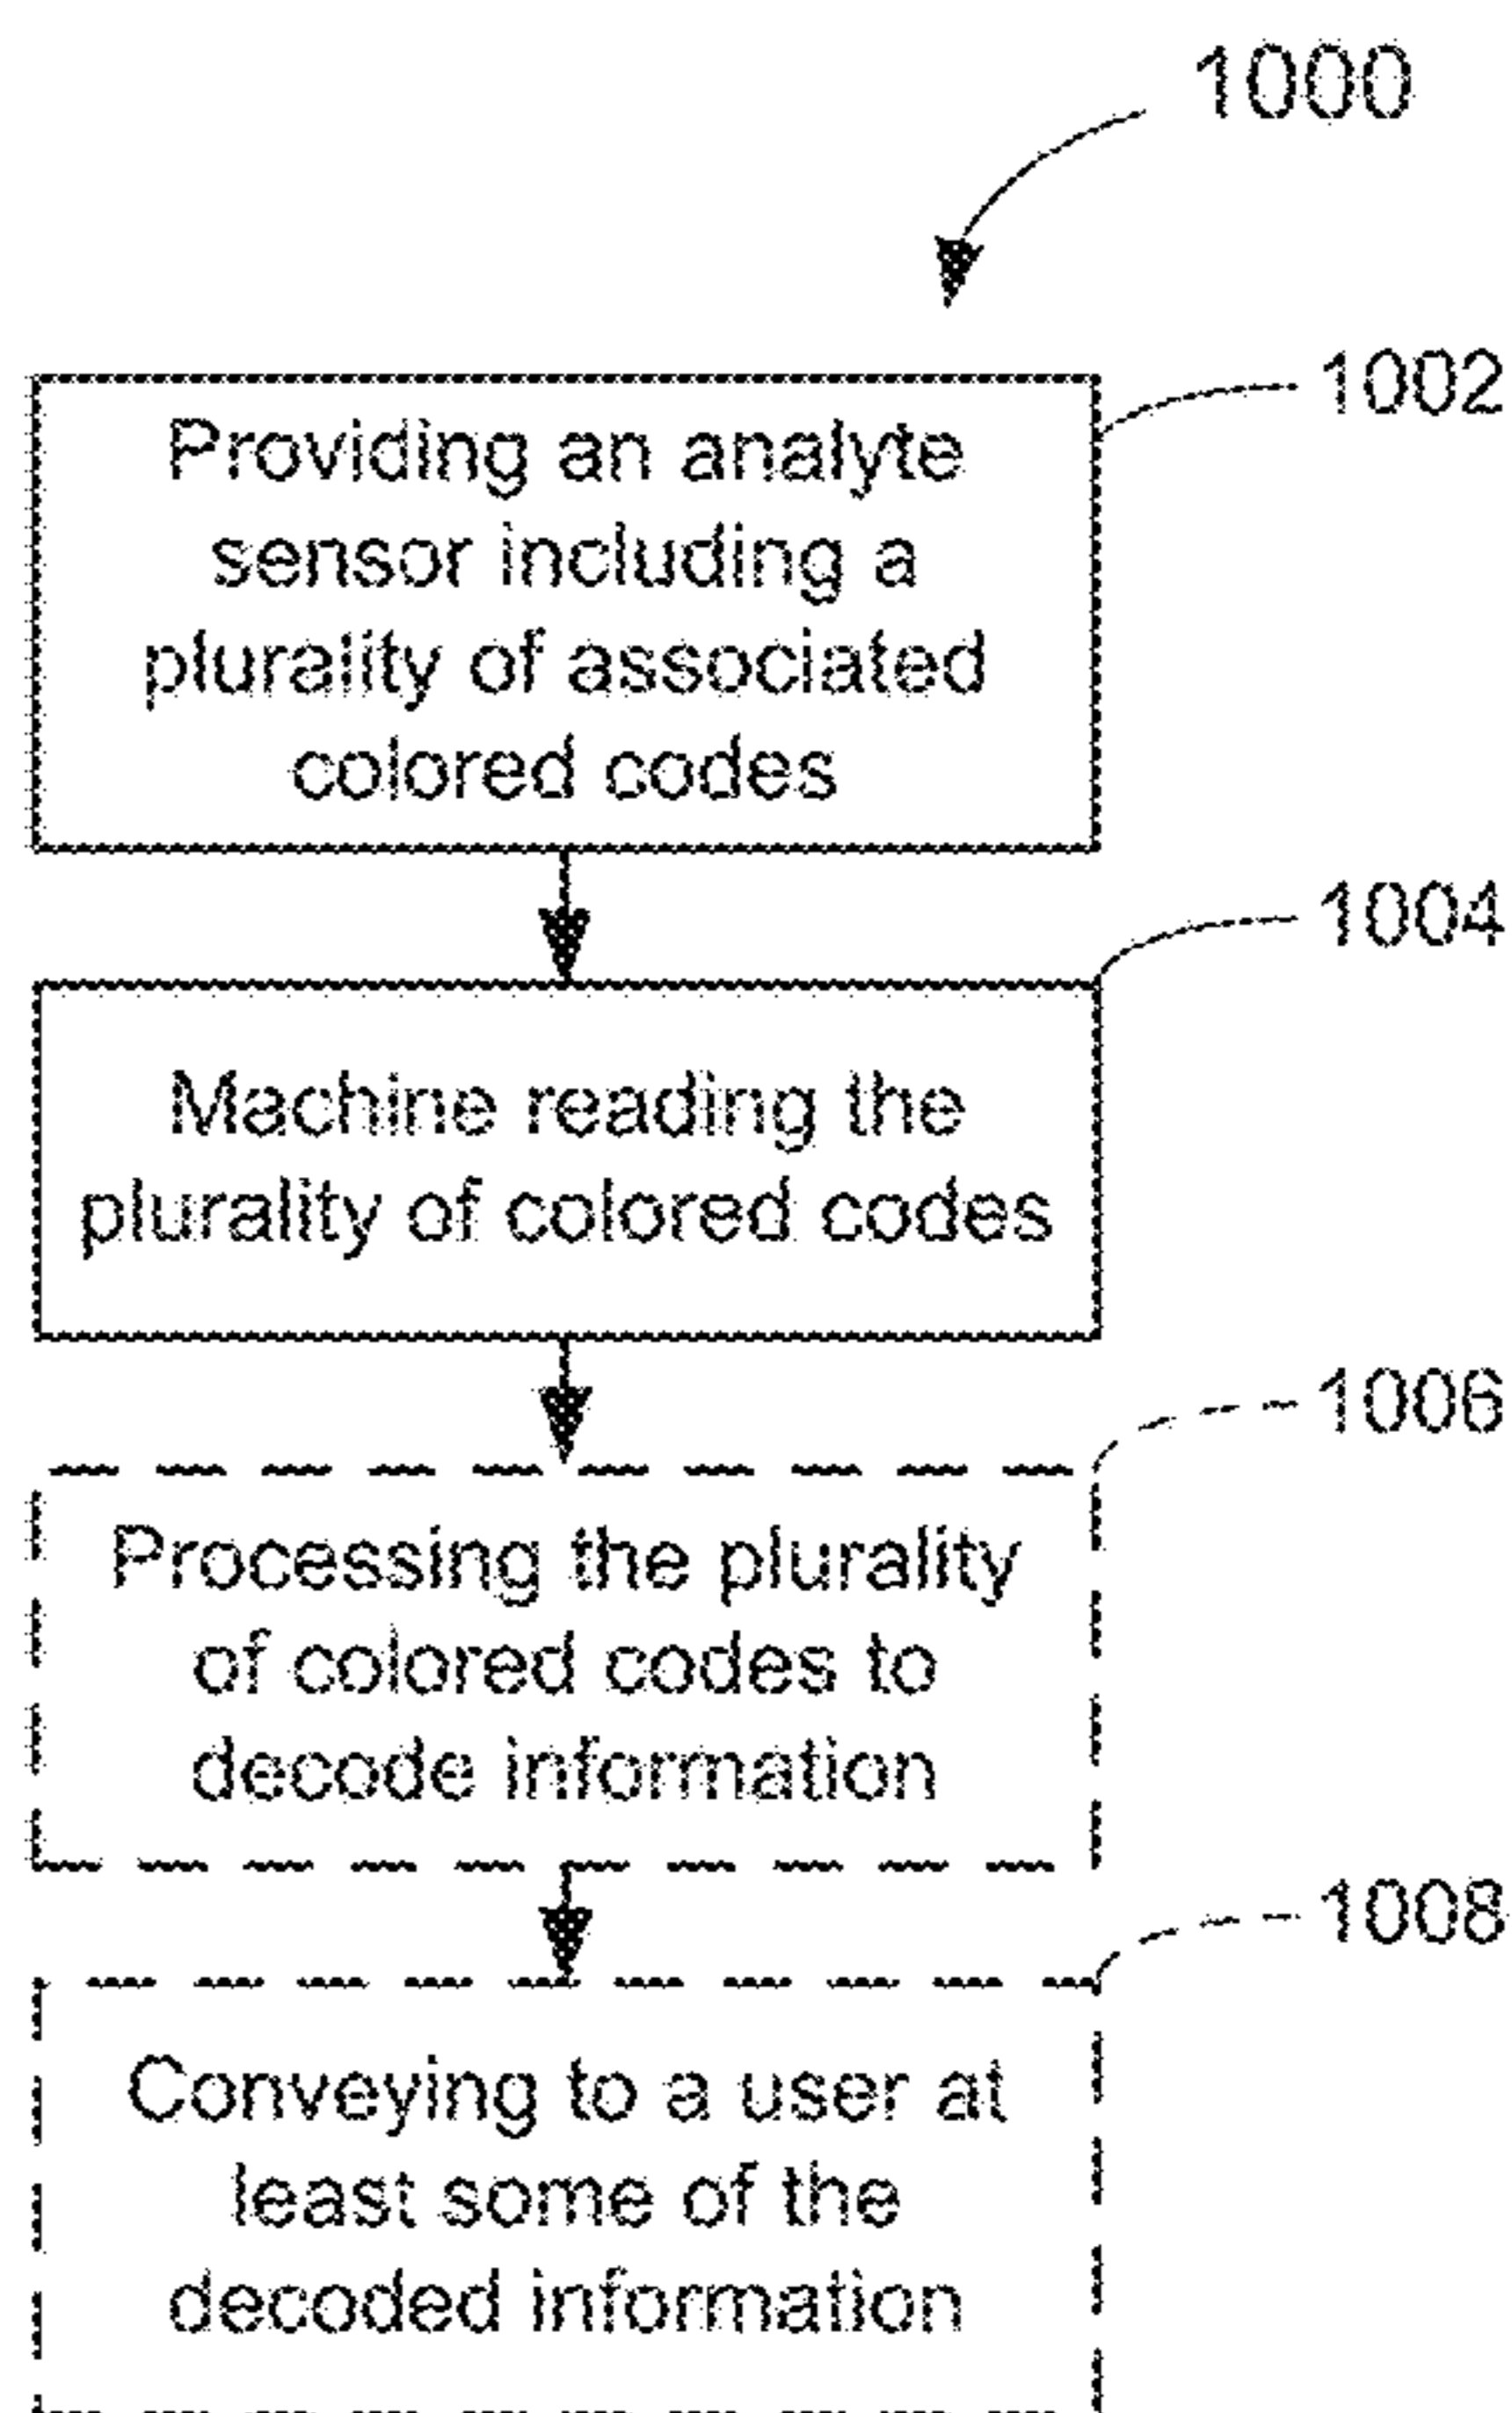 1000
1002
Providing an analyte
sensor including a
plurality of associated
colored codes
1004
Machine reading the
plurality of colored codes
1006
Processing the plurality
of colored codes to
decode information
1008
Conveying to a user at
least some of the
decoded information